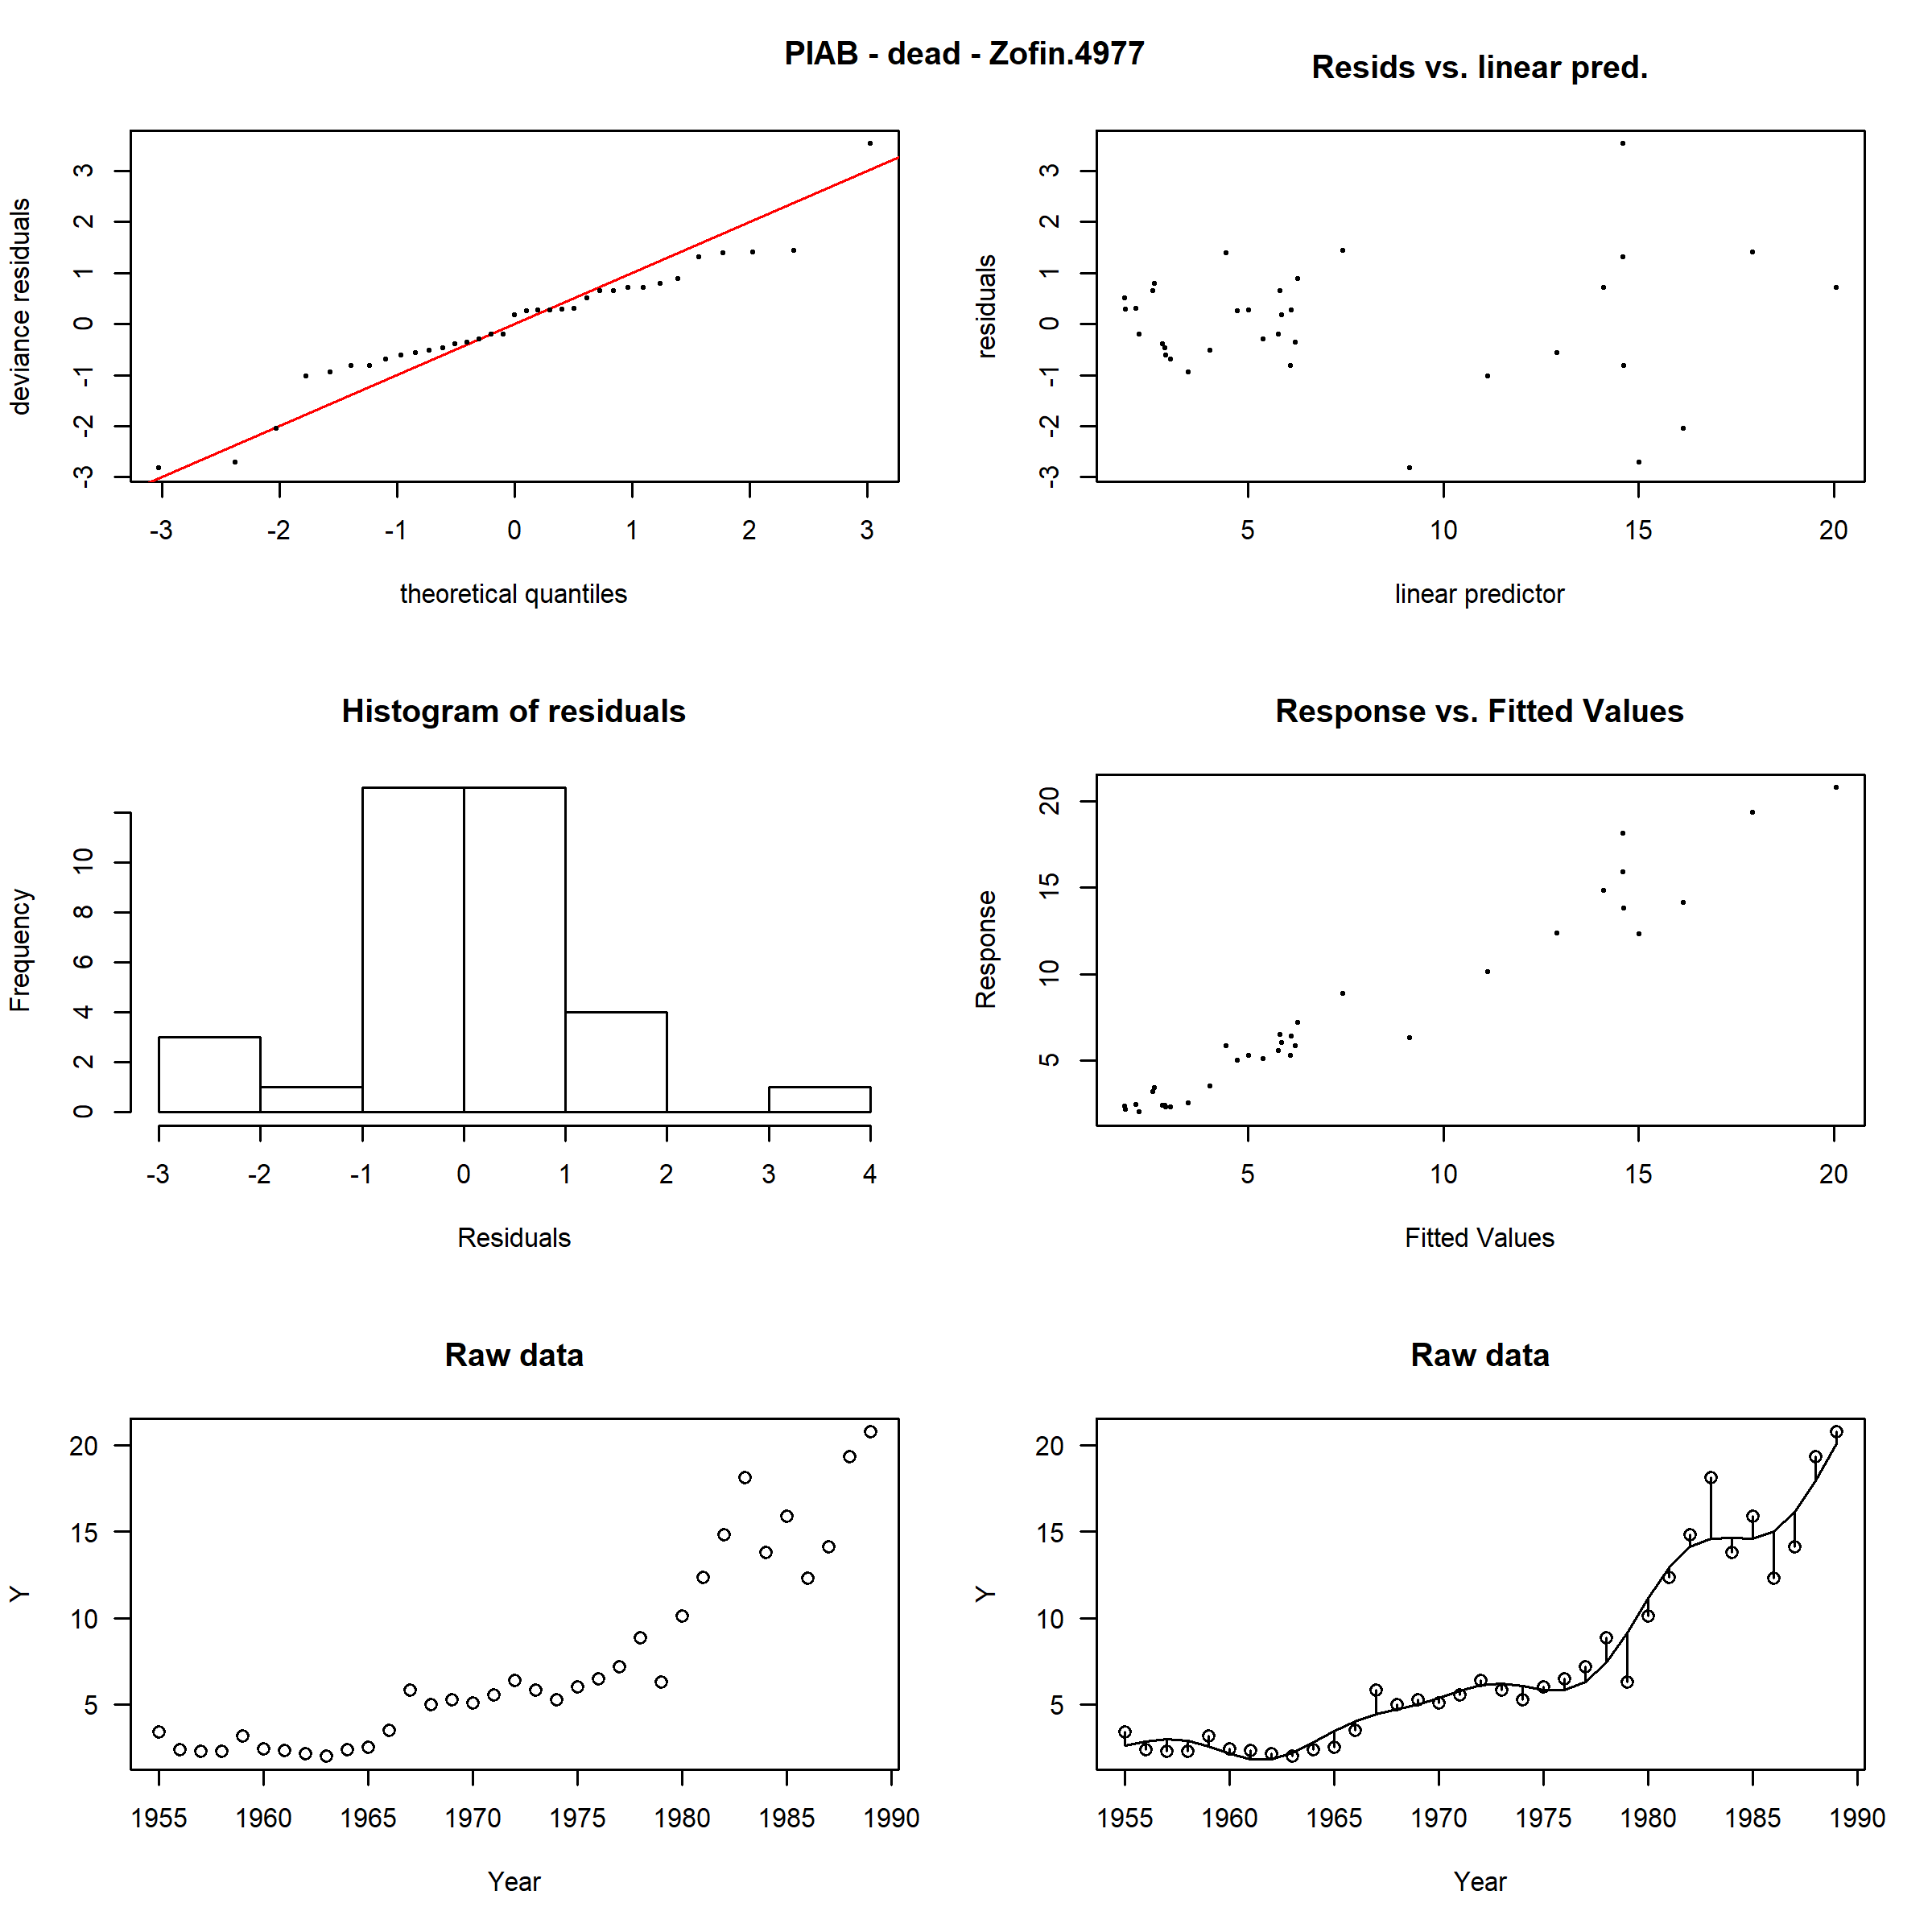 PIAB - dead - Zofin.4977
Resids vs. linear pred.
deviance residuals
-3 -2 -1 0 1 2 3
-3 -2 -1 0 1 2 3
theoretical quantiles
residuals
-3 -2 -1 0 1 2 3
5 10 15 20
linear predictor
Histogram of residuals
Frequency
0 2 4 6 8 10
-3 -2 -1 0 1 2 3 4
Residuals
Response vs. Fitted Values
Response
5 10 15 20
5 10 15 20
Fitted Values
Raw data
Y
20
15
10
5
1955 1960 1965 1970 1975 1980 1985 1990
Year
Raw data
Y
20
15
10
5
1955 1960 1965 1970 1975 1980 1985 1990
Year